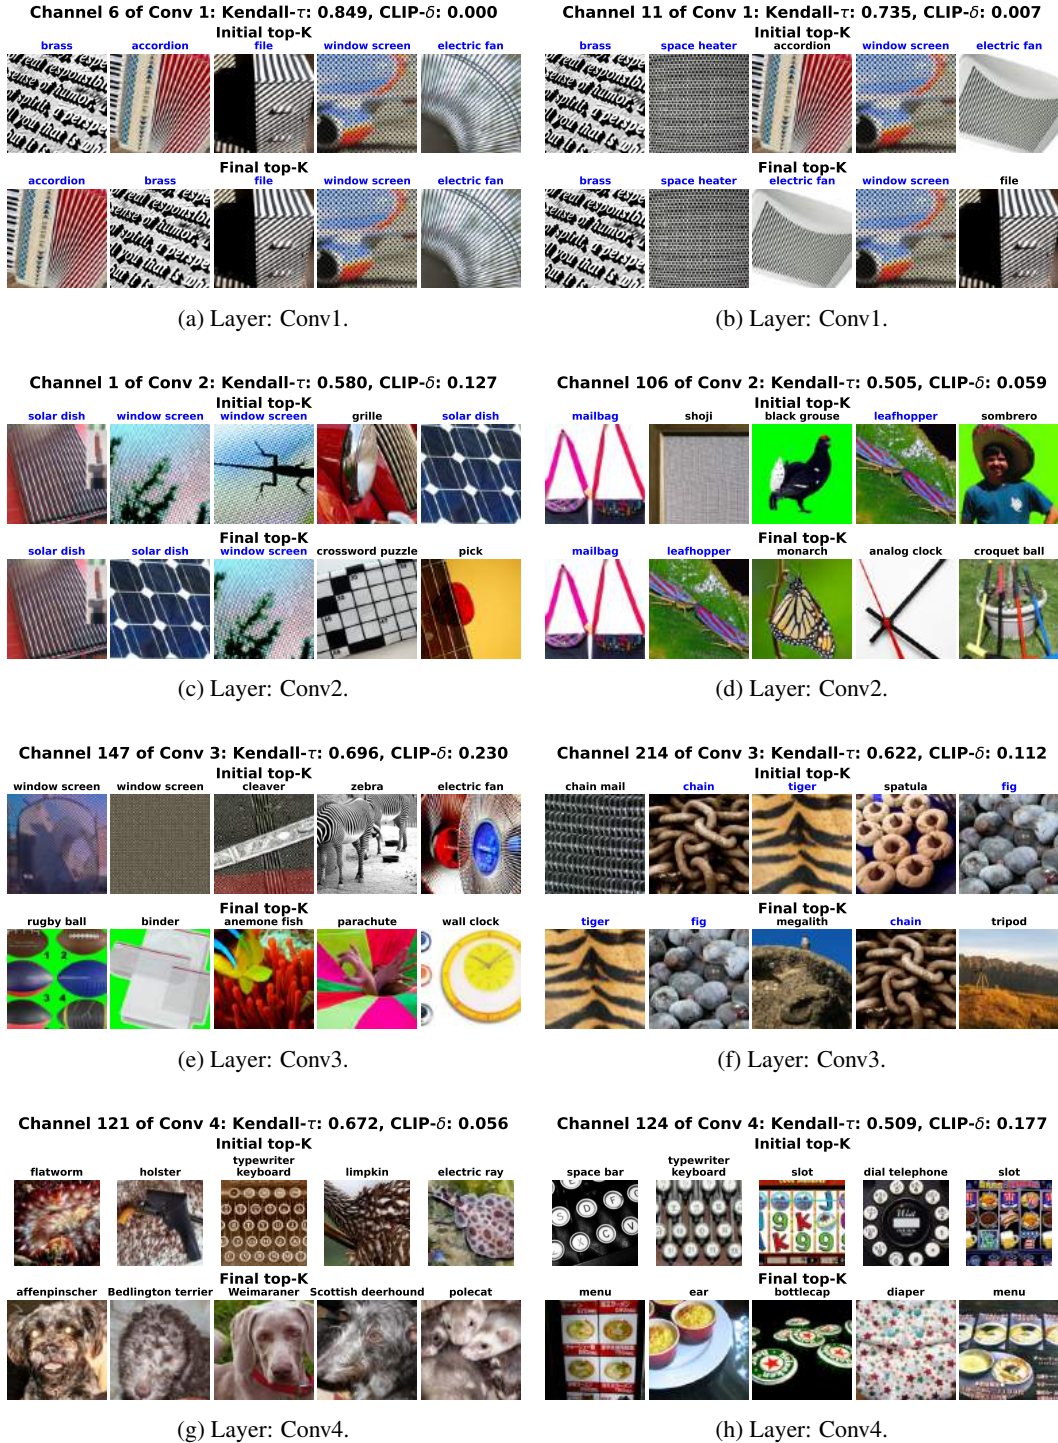 Channel 6 of Conv 1: Kendall-τ: 0.849, CLIP-δ: 0.000
Initial top-K
brass accordion file window screen electric fan
Final top-K
accordion brass file window screen electric fan
(a) Layer: Conv1.
Channel 11 of Conv 1: Kendall-τ: 0.735, CLIP-δ: 0.007
Initial top-K
brass space heater accordion window screen electric fan
Final top-K
brass space heater electric fan window screen file
(b) Layer: Conv1.
Channel 1 of Conv 2: Kendall-τ: 0.580, CLIP-δ: 0.127
Initial top-K
solar dish window screen window screen grille solar dish
Final top-K
solar dish solar dish window screen crossword puzzle pick
(c) Layer: Conv2.
Channel 106 of Conv 2: Kendall-τ: 0.505, CLIP-δ: 0.059
Initial top-K
mailbag shoji black grouse leafhopper sombrero
Final top-K
mailbag leafhopper monarch analog clock croquet ball
(d) Layer: Conv2.
Channel 147 of Conv 3: Kendall-τ: 0.696, CLIP-δ: 0.230
Initial top-K
window screen window screen cleaver zebra electric fan
Final top-K
rugby ball binder anemone fish parachute wall clock
1 2
3 4
(e) Layer: Conv3.
Channel 214 of Conv 3: Kendall-τ: 0.622, CLIP-δ: 0.112
Initial top-K
chain mail chain tiger spatula fig
Final top-K
tiger fig megalith chain tripod
(f) Layer: Conv3.
Channel 121 of Conv 4: Kendall-τ: 0.672, CLIP-δ: 0.056
Initial top-K
flatworm holster typewriter keyboard limpkin electric ray
Final top-K
affenpinscher Bedlington terrier Weimaraner Scottish deerhound polecat
(g) Layer: Conv4.
Channel 124 of Conv 4: Kendall-τ: 0.509, CLIP-δ: 0.177
Initial top-K
space bar typewriter keyboard slot dial telephone slot
Final top-K
menu ear bottlecap diaper menu
(h) Layer: Conv4.